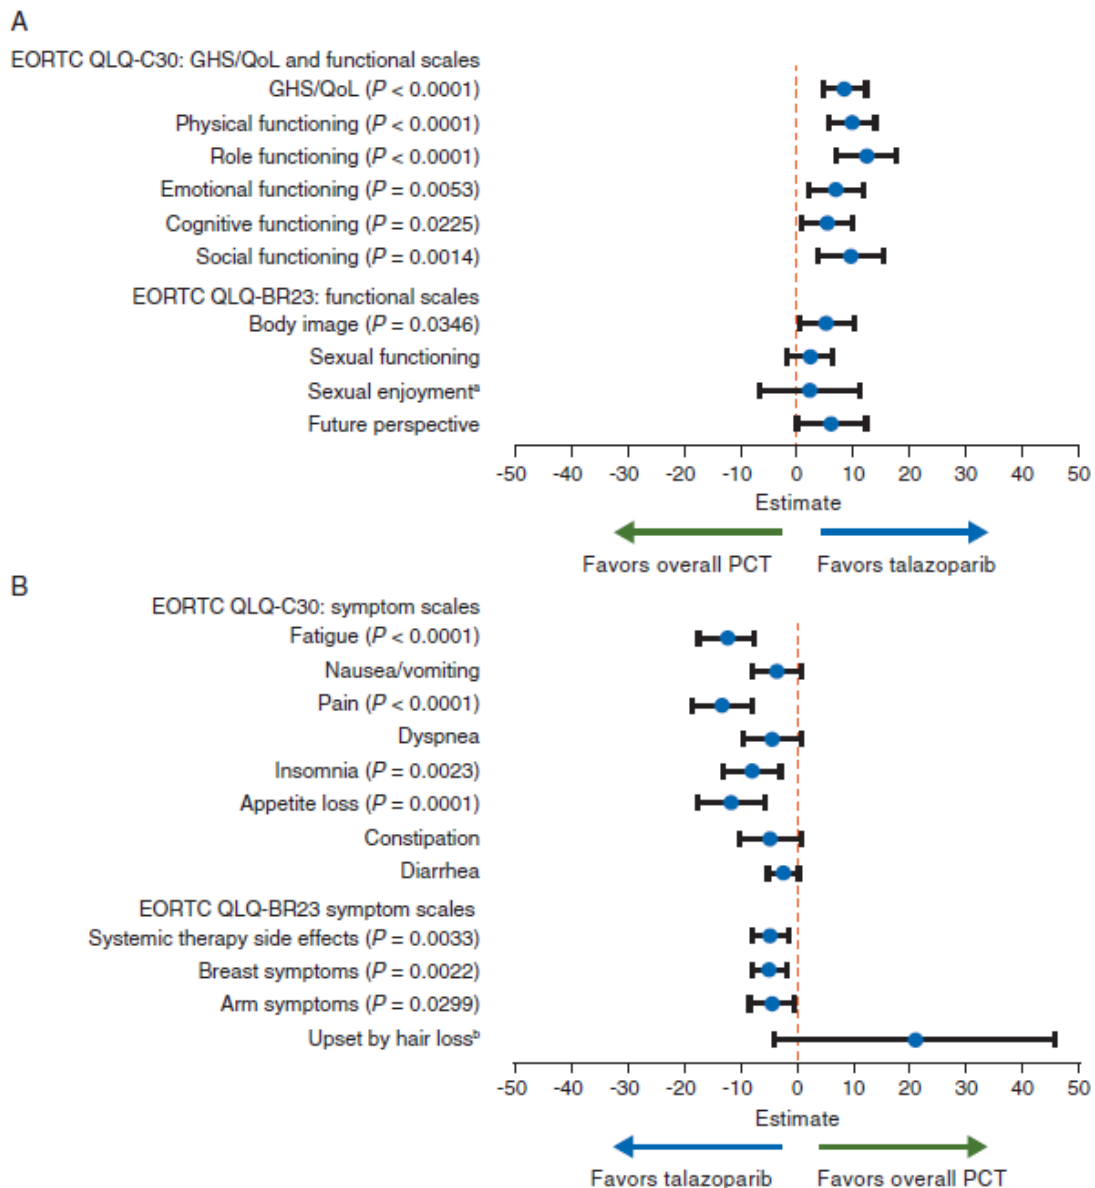 A
EORTC QLQ-C30: GHS/QoL and functional scales
GHS/QoL (P < 0.0001)
Physical functioning (P < 0.0001)
Role functioning (P < 0.0001)
Emotional functioning (P = 0.0053)
Cognitive functioning (P = 0.0225)
Social functioning (P = 0.0014)
EORTC QLQ-BR23: functional scales
Body image (P = 0.0346)
Sexual functioning
Sexual enjoymentᵃ
Future perspective
-50 -40 -30 -20 -10 0 10 20 30 40 50
Estimate
Favors overall PCT Favors talazoparib
B
EORTC QLQ-C30: symptom scales
Fatigue (P < 0.0001)
Nausea/vomiting
Pain (P < 0.0001)
Dyspnea
Insomnia (P = 0.0023)
Appetite loss (P = 0.0001)
Constipation
Diarrhea
EORTC QLQ-BR23 symptom scales
Systemic therapy side effects (P = 0.0033)
Breast symptoms (P = 0.0022)
Arm symptoms (P = 0.0299)
Upset by hair lossᵇ
-50 -40 -30 -20 -10 0 10 20 30 40 50
Estimate
Favors talazoparib Favors overall PCT